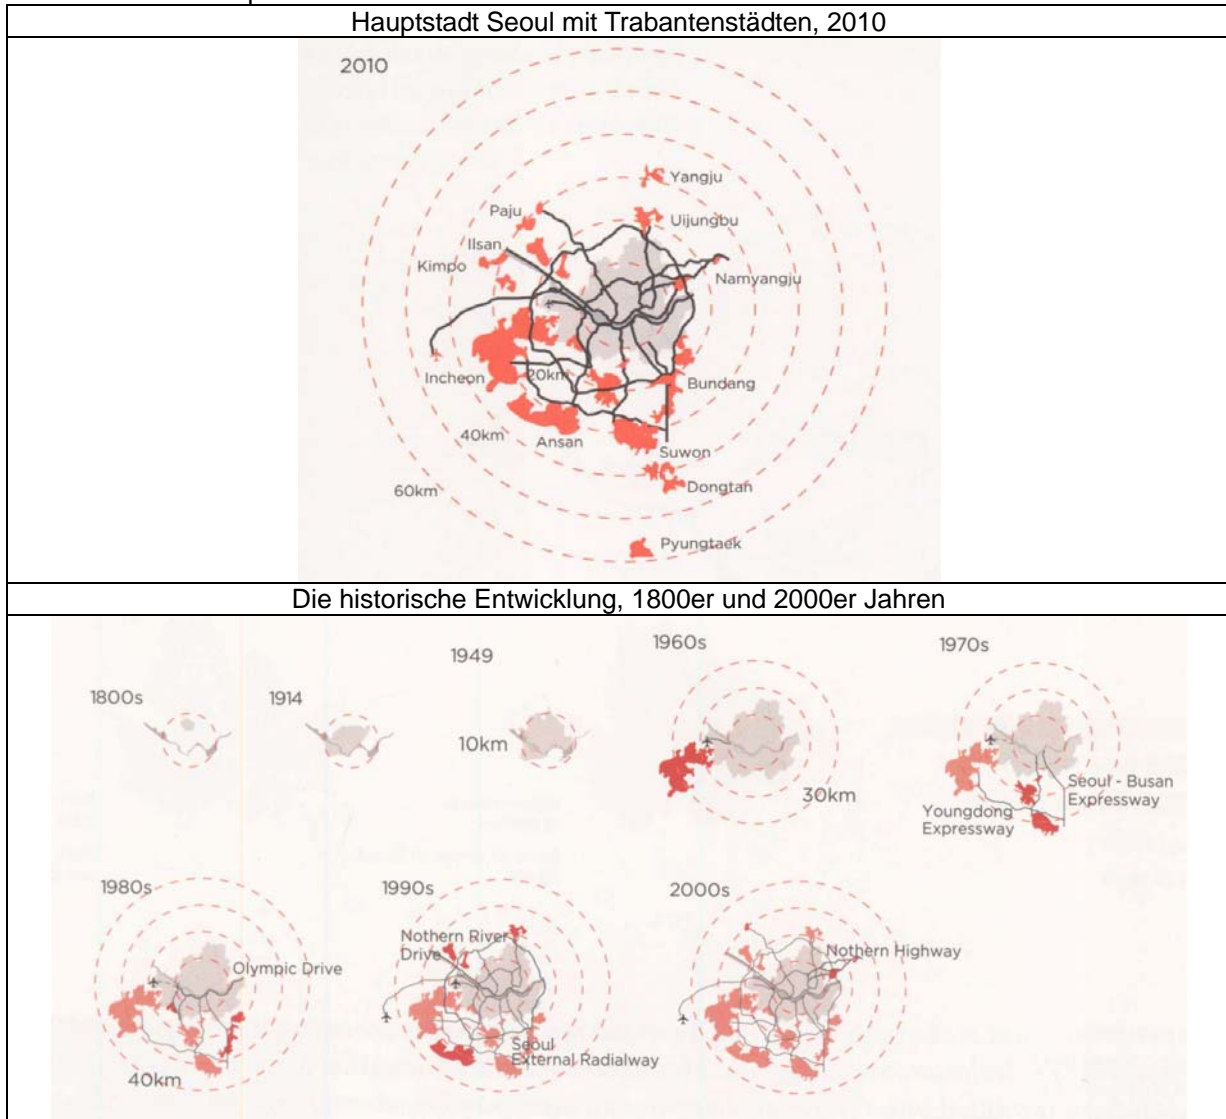 Hauptstadt Seoul mit Trabantenstädten, 2010
2010
Yangju
Paju
Uijungbu
Ilsan
Kimpo
Namyangju
Incheon
20km
Bundang
40km
Ansan
Suwon
60km
Dongtan
Pyungtaek
Die historische Entwicklung, 1800er und 2000er Jahren
1800s
1914
1949
10km
1960s
30km
1970s
Seoul - Busan
Expressway
Youngdong
Expressway
1980s
Olympic Drive
40km
1990s
Nothern River
Drive
Seoul
External Radialway
2000s
Nothern Highway